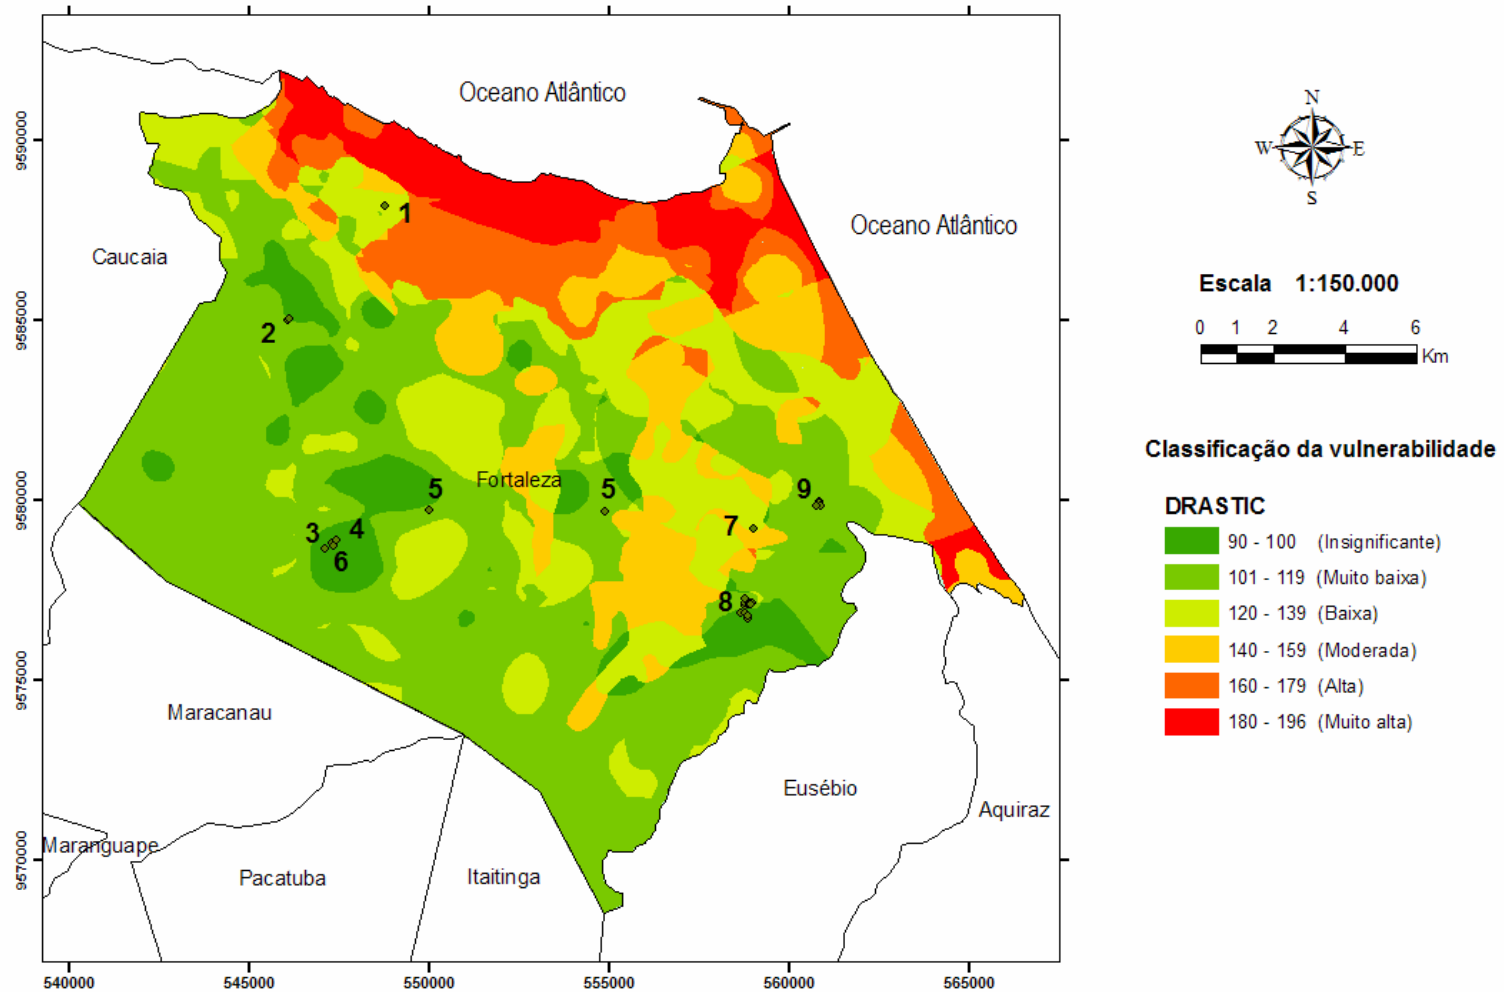 Oceano Atlântico
N
W
E
S
9590000
1
Oceano Atlântico
Caucaia
Escala 1:150.000
0 1 2 4 6
Km
9585000
2
Classificação da vulnerabilidade
Fortaleza
5
5
9
9580000
DRASTIC
3
4
7
6
90 - 100 (Insignificante)
101 - 119 (Muito baixa)
8
120 - 139 (Baixa)
140 - 159 (Moderada)
9575000
160 - 179 (Alta)
Maracanau
180 - 196 (Muito alta)
Eusébio
Aquiraz
Maranguape
9570000
Pacatuba
Itaitinga
540000 545000 550000 555000 560000 565000